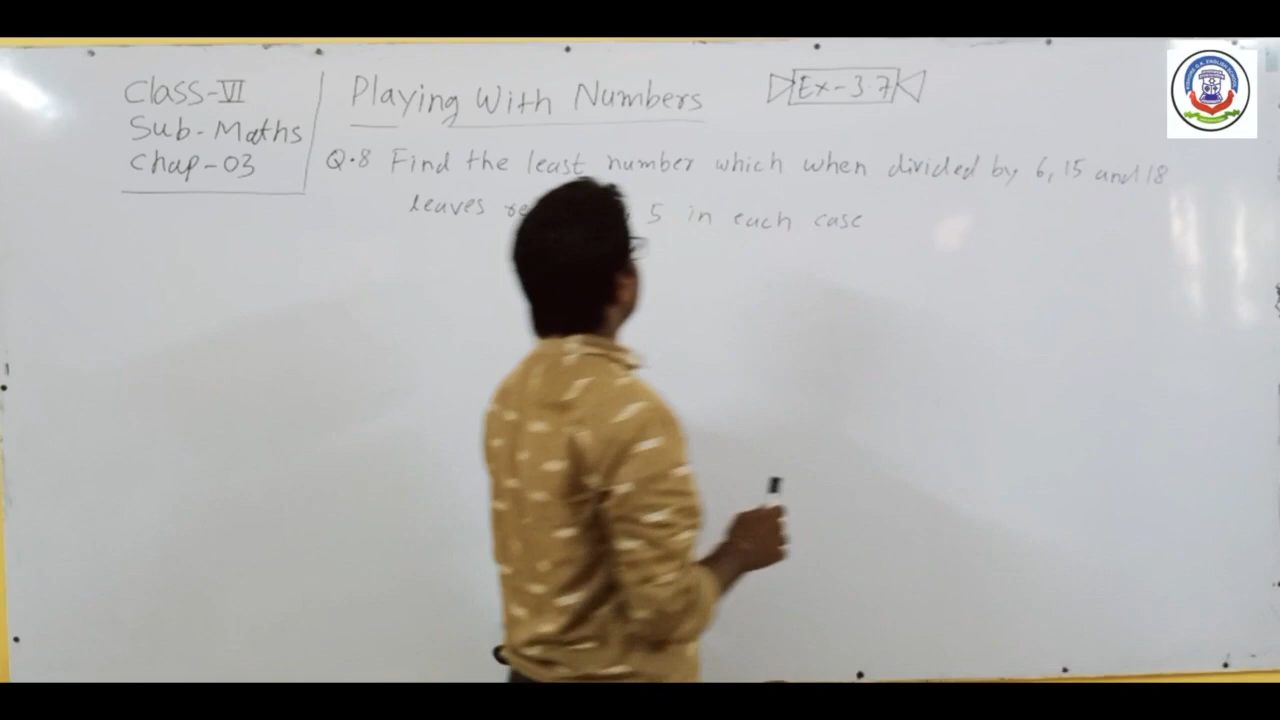 Class-VI
Sub-Maths
Chap-03
Playing With Numbers
Ex-3.7
Q.8 Find the least number which when divided by 6, 15 and 18
leaves 5 in each case